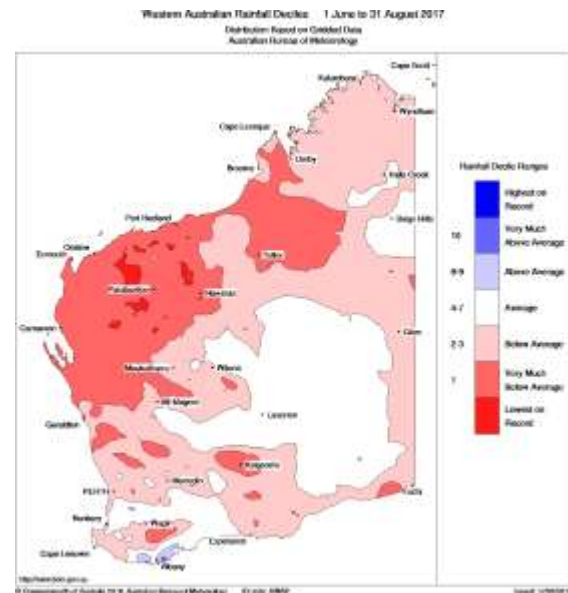 Western Australian Rainfall Deciles 1 June to 31 August 2017
Distribution Based on Gridded Data
Australian Bureau of Meteorology
Kalumburu
Wyndham
Cape Leveque
Derby
Broome
Halls Creek
Port Hedland
Balgo Hills
Onslow
Exmouth
Telfer
Paraburdoo
Newman
Carnarvon
Giles
Meekatharra
Wiluna
Mt Magnet
Laverton
Geraldton
Kalgoorlie
Merredin
PERTH
Eucla
Bunbury
Wagin
Esperance
Cape Leeuwin
Albany
Rainfall Decile Ranges
Highest on
Record
10
Very Much
Above Average
8-9
Above Average
4-7
Average
2-3
Below Average
1
Very Much
Below Average
Lowest on
Record
http://www.bom.gov.au